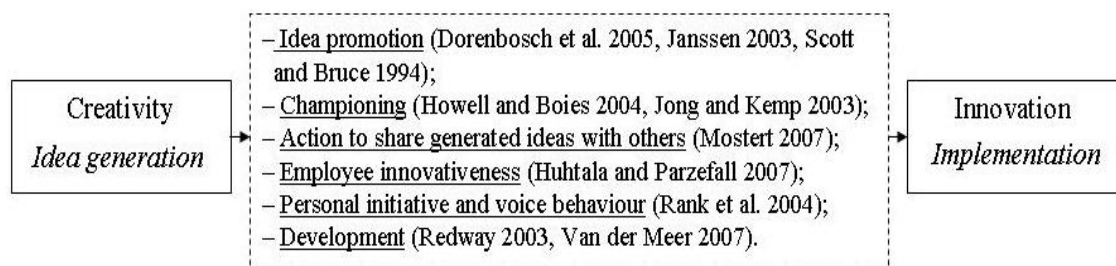 Creativity
Idea generation
– Idea promotion (Dorenbosch et al. 2005, Janssen 2003, Scott
and Bruce 1994);
– Championing (Howell and Boies 2004, Jong and Kemp 2003);
– Action to share generated ideas with others (Mostert 2007);
– Employee innovativeness (Huhtala and Parzefall 2007);
– Personal initiative and voice behaviour (Rank et al. 2004);
– Development (Redway 2003, Van der Meer 2007).
Innovation
Implementation